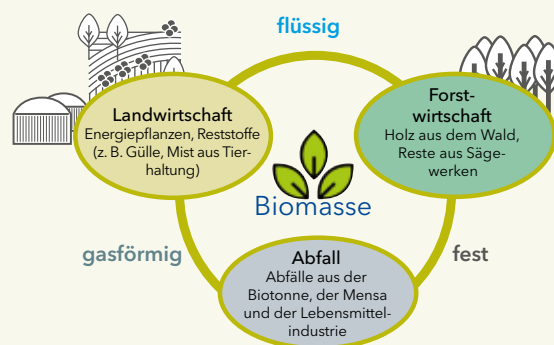 flüssig
Landwirtschaft
Energiepflanzen, Reststoffe
(z. B. Gülle, Mist aus Tier-
haltung)
Forst-
wirtschaft
Holz aus dem Wald,
Reste aus Säge-
werken
Biomasse
gasförmig
fest
Abfall
Abfälle aus der
Biotonne, der Mensa
und der Lebensmittel-
industrie